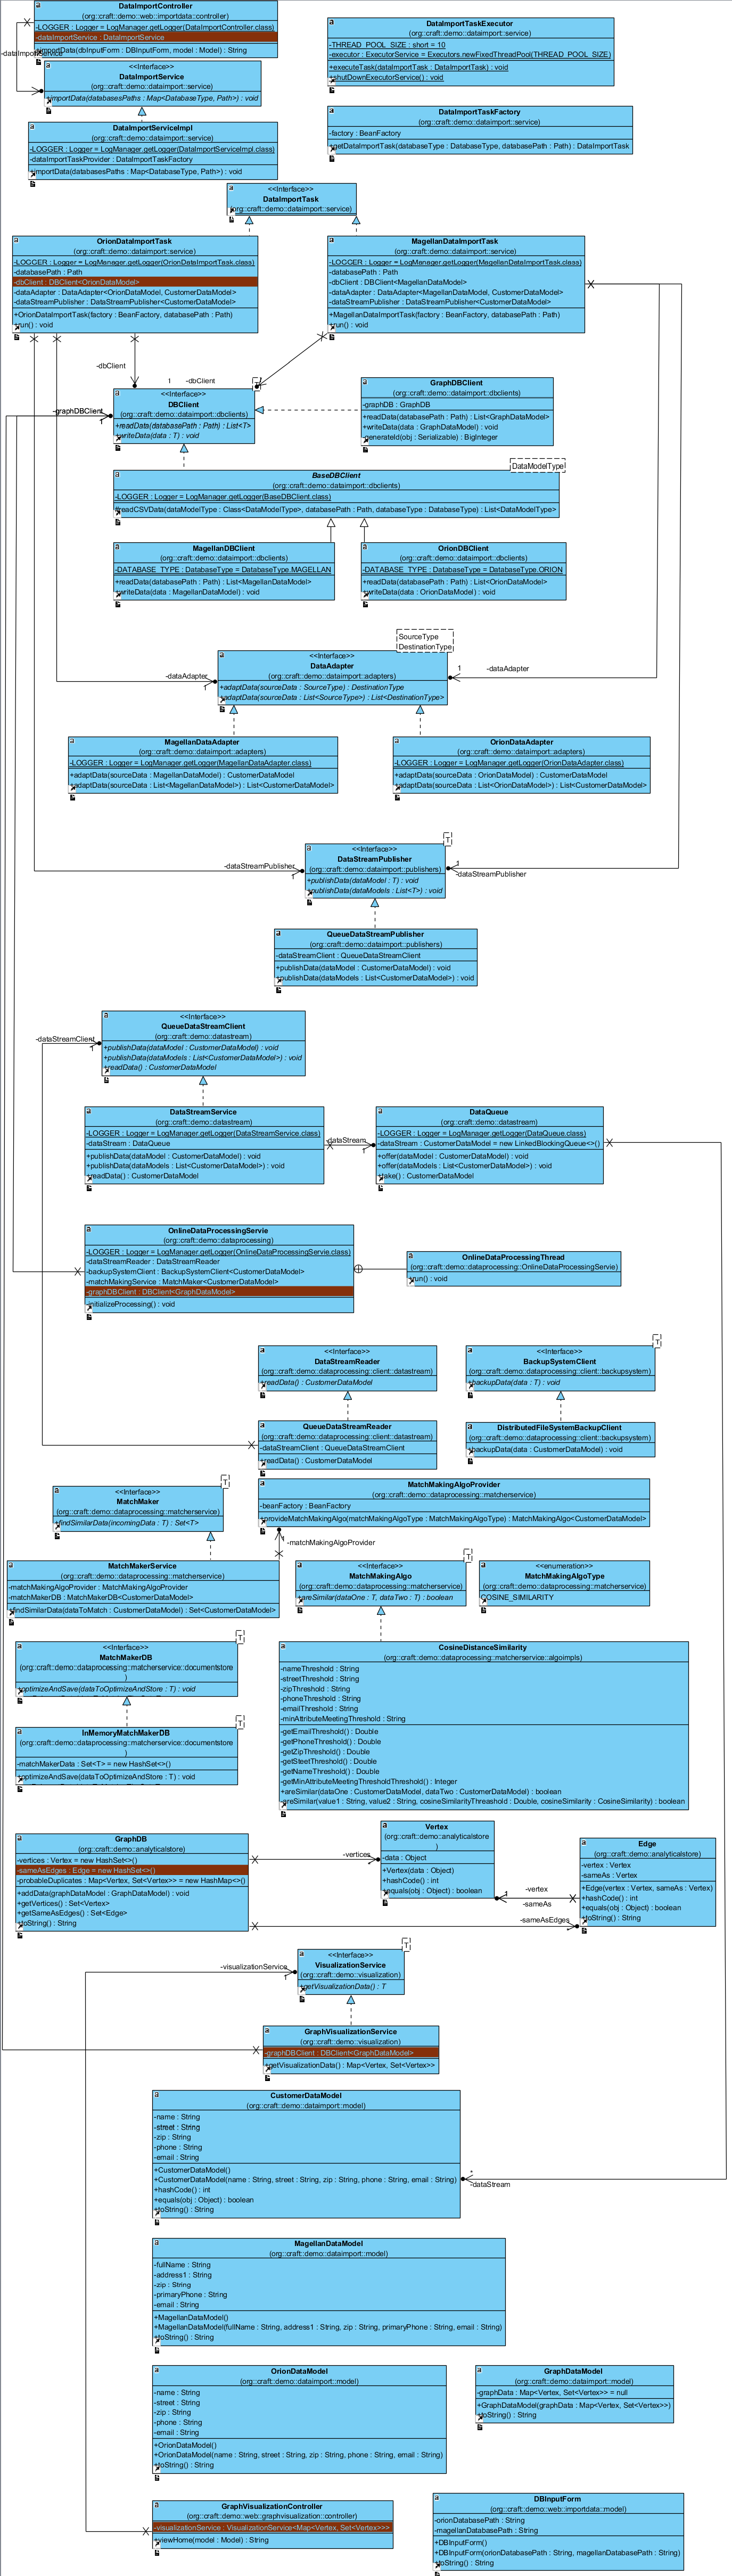 DataImportController
(org::craft::demo::web::importdata::controller)
-LOGGER : Logger = LogManager.getLogger(DataImportController.class)
-dataImportService : DataImportService
+importData(dbInputForm : DBInputForm, model : Model) : String
-dataImportService
<<Interface>>
DataImportService
(org::craft::demo::dataimport::service)
+importData(databasesPaths : Map<DatabaseType, Path>) : void
DataImportServiceImpl
(org::craft::demo::dataimport::service)
-LOGGER : Logger = LogManager.getLogger(DataImportServiceImpl.class)
-dataImportTaskProvider : DataImportTaskFactory
+importData(databasesPaths : Map<DatabaseType, Path>) : void
DataImportTaskExecutor
(org::craft::demo::dataimport::service)
-THREAD_POOL_SIZE : short = 10
-executor : ExecutorService = Executors.newFixedThreadPool(THREAD_POOL_SIZE)
+executeTask(dataImportTask : DataImportTask) : void
+shutDownExecutorService() : void
DataImportTaskFactory
(org::craft::demo::dataimport::service)
-factory : BeanFactory
+getDataImportTask(databaseType : DatabaseType, databasePath : Path) : DataImportTask
<<Interface>>
DataImportTask
(org::craft::demo::dataimport::service)
OrionDataImportTask
(org::craft::demo::dataimport::service)
-LOGGER : Logger = LogManager.getLogger(OrionDataImportTask.class)
-databasePath : Path
-dbClient : DBClient<OrionDataModel>
-dataAdapter : DataAdapter<OrionDataModel, CustomerDataModel>
-dataStreamPublisher : DataStreamPublisher<CustomerDataModel>
+OrionDataImportTask(factory : BeanFactory, databasePath : Path)
+run() : void
MagellanDataImportTask
(org::craft::demo::dataimport::service)
-LOGGER : Logger = LogManager.getLogger(MagellanDataImportTask.class)
-databasePath : Path
-dbClient : DBClient<MagellanDataModel>
-dataAdapter : DataAdapter<MagellanDataModel, CustomerDataModel>
-dataStreamPublisher : DataStreamPublisher<CustomerDataModel>
+MagellanDataImportTask(factory : BeanFactory, databasePath : Path)
+run() : void
-dbClient
1
-dbClient
T
-graphDBClient
1
<<Interface>>
DBClient
(org::craft::demo::dataimport::dbclients)
+readData(databasePath : Path) : List<T>
+writeData(data : T) : void
GraphDBClient
(org::craft::demo::dataimport::dbclients)
-graphDB : GraphDB
+readData(databasePath : Path) : List<GraphDataModel>
+writeData(data : GraphDataModel) : void
-generateId(obj : Serializable) : BigInteger
DataModelType
BaseDBClient
(org::craft::demo::dataimport::dbclients)
-LOGGER : Logger = LogManager.getLogger(BaseDBClient.class)
#readCSVData(dataModelType : Class<DataModelType>, databasePath : Path, databaseType : DatabaseType) : List<DataModelType>
MagellanDBClient
(org::craft::demo::dataimport::dbclients)
-DATABASE_TYPE : DatabaseType = DatabaseType.MAGELLAN
+readData(databasePath : Path) : List<MagellanDataModel>
+writeData(data : MagellanDataModel) : void
OrionDBClient
(org::craft::demo::dataimport::dbclients)
-DATABASE_TYPE : DatabaseType = DatabaseType.ORION
+readData(databasePath : Path) : List<OrionDataModel>
+writeData(data : OrionDataModel) : void
SourceType
DestinationType
<<Interface>>
DataAdapter
(org::craft::demo::dataimport::adapters)
+adaptData(sourceData : SourceType) : DestinationType
+adaptData(sourceData : List<SourceType>) : List<DestinationType>
-dataAdapter
1
1
-dataAdapter
MagellanDataAdapter
(org::craft::demo::dataimport::adapters)
-LOGGER : Logger = LogManager.getLogger(MagellanDataAdapter.class)
+adaptData(sourceData : MagellanDataModel) : CustomerDataModel
+adaptData(sourceData : List<MagellanDataModel>) : List<CustomerDataModel>
OrionDataAdapter
(org::craft::demo::dataimport::adapters)
-LOGGER : Logger = LogManager.getLogger(OrionDataAdapter.class)
+adaptData(sourceData : OrionDataModel) : CustomerDataModel
+adaptData(sourceData : List<OrionDataModel>) : List<CustomerDataModel>
T
<<Interface>>
DataStreamPublisher
(org::craft::demo::dataimport::publishers)
+publishData(dataModel : T) : void
+publishData(dataModels : List<T>) : void
-dataStreamPublisher
1
1
-dataStreamPublisher
QueueDataStreamPublisher
(org::craft::demo::dataimport::publishers)
-dataStreamClient : QueueDataStreamClient
+publishData(dataModel : CustomerDataModel) : void
+publishData(dataModels : List<CustomerDataModel>) : void
<<Interface>>
QueueDataStreamClient
(org::craft::demo::datastream)
+publishData(dataModel : CustomerDataModel) : void
+publishData(dataModels : List<CustomerDataModel>) : void
+readData() : CustomerDataModel
-dataStreamClient
1
DataStreamService
(org::craft::demo::datastream)
-LOGGER : Logger = LogManager.getLogger(DataStreamService.class)
-dataStream : DataQueue
+publishData(dataModel : CustomerDataModel) : void
+publishData(dataModels : List<CustomerDataModel>) : void
+readData() : CustomerDataModel
-dataStream
1
DataQueue
(org::craft::demo::datastream)
-LOGGER : Logger = LogManager.getLogger(DataQueue.class)
-dataStream : CustomerDataModel = new LinkedBlockingQueue<>()
+offer(dataModel : CustomerDataModel) : void
+offer(dataModels : List<CustomerDataModel>) : void
+take() : CustomerDataModel
OnlineDataProcessingServie
(org::craft::demo::dataprocessing)
-LOGGER : Logger = LogManager.getLogger(OnlineDataProcessingServie.class)
-dataStreamReader : DataStreamReader
-backupSystemClient : BackupSystemClient<CustomerDataModel>
-matchMakingService : MatchMaker<CustomerDataModel>
-graphDBClient : DBClient<GraphDataModel>
-initializeProcessing() : void
OnlineDataProcessingThread
(org::craft::demo::dataprocessing::OnlineDataProcessingServie)
+run() : void
<<Interface>>
DataStreamReader
(org::craft::demo::dataprocessing::client::datastream)
+readData() : CustomerDataModel
T
<<Interface>>
BackupSystemClient
(org::craft::demo::dataprocessing::client::backupsystem)
+backupData(data : T) : void
QueueDataStreamReader
(org::craft::demo::dataprocessing::client::datastream)
-dataStreamClient : QueueDataStreamClient
+readData() : CustomerDataModel
DistributedFileSystemBackupClient
(org::craft::demo::dataprocessing::client::backupsystem)
+backupData(data : CustomerDataModel) : void
T
<<Interface>>
MatchMaker
(org::craft::demo::dataprocessing::matcherservice)
+findSimilarData(incomingData : T) : Set<T>
MatchMakingAlgoProvider
(org::craft::demo::dataprocessing::matcherservice)
-beanFactory : BeanFactory
+provideMatchMakingAlgo(matchMakingAlgoType : MatchMakingAlgoType) : MatchMakingAlgo<CustomerDataModel>
1
-matchMakingAlgoProvider
MatchMakerService
(org::craft::demo::dataprocessing::matcherservice)
-matchMakingAlgoProvider : MatchMakingAlgoProvider
-matchMakerDB : MatchMakerDB<CustomerDataModel>
+findSimilarData(dataToMatch : CustomerDataModel) : Set<CustomerDataModel>
T
<<Interface>>
MatchMakingAlgo
(org::craft::demo::dataprocessing::matcherservice)
+areSimilar(dataOne : T, dataTwo : T) : boolean
<<enumeration>>
MatchMakingAlgoType
(org::craft::demo::dataprocessing::matcherservice)
COSINE_SIMILARITY
T
<<Interface>>
MatchMakerDB
(org::craft::demo::dataprocessing::matcherservice::documentstore
)
+optimizeAndSave(dataToOptimizeAndStore : T) : void
T
InMemoryMatchMakerDB
(org::craft::demo::dataprocessing::matcherservice::documentstore
)
-matchMakerData : Set<T> = new HashSet<>()
+optimizeAndSave(dataToOptimizeAndStore : T) : void
CosineDistanceSimilarity
(org::craft::demo::dataprocessing::matcherservice::algoimpls)
-nameThreshold : String
-streetThreshold : String
-zipThreshold : String
-phoneThreshold : String
-emailThreshold : String
-minAttributeMeetingThreshold : String
-getEmailThreshold() : Double
-getPhoneThreshold() : Double
-getZipThreshold() : Double
-getSteetThreshold() : Double
-getNameThreshold() : Double
-getMinAttributeMeetingThresholdThreshold() : Integer
+areSimilar(dataOne : CustomerDataModel, dataTwo : CustomerDataModel) : boolean
-areSimilar(value1 : String, value2 : String, cosineSimilarityThreashold : Double, cosineSimilarity : CosineSimilarity) : boolean
GraphDB
(org::craft::demo::analyticalstore)
-vertices : Vertex = new HashSet<>()
-sameAsEdges : Edge = new HashSet<>()
-probableDuplicates : Map<Vertex, Set<Vertex>> = new HashMap<>()
+addData(graphDataModel : GraphDataModel) : void
+getVertices() : Set<Vertex>
+getSameAsEdges() : Set<Edge>
+toString() : String
-vertices
*
Vertex
(org::craft::demo::analyticalstore
)
-data : Object
+Vertex(data : Object)
+hashCode() : int
+equals(obj : Object) : boolean
Edge
(org::craft::demo::analyticalstore)
-vertex : Vertex
-sameAs : Vertex
+Edge(vertex : Vertex, sameAs : Vertex)
+hashCode() : int
+equals(obj : Object) : boolean
+toString() : String
-vertex
1
-sameAs
-sameAsEdges
*
T
<<Interface>>
VisualizationService
(org::craft::demo::visualization)
+getVisualizationData() : T
-visualizationService
1
GraphVisualizationService
(org::craft::demo::visualization)
-graphDBClient : DBClient<GraphDataModel>
+getVisualizationData() : Map<Vertex, Set<Vertex>>
CustomerDataModel
(org::craft::demo::dataimport::model)
-name : String
-street : String
-zip : String
-phone : String
-email : String
+CustomerDataModel()
+CustomerDataModel(name : String, street : String, zip : String, phone : String, email : String)
+hashCode() : int
+equals(obj : Object) : boolean
+toString() : String
*
-dataStream
MagellanDataModel
(org::craft::demo::dataimport::model)
-fullName : String
-address1 : String
-zip : String
-primaryPhone : String
-email : String
+MagellanDataModel()
+MagellanDataModel(fullName : String, address1 : String, zip : String, primaryPhone : String, email : String)
+toString() : String
OrionDataModel
(org::craft::demo::dataimport::model)
-name : String
-street : String
-zip : String
-phone : String
-email : String
+OrionDataModel()
+OrionDataModel(name : String, street : String, zip : String, phone : String, email : String)
+toString() : String
GraphDataModel
(org::craft::demo::dataimport::model)
-graphData : Map<Vertex, Set<Vertex>> = null
+GraphDataModel(graphData : Map<Vertex, Set<Vertex>>)
+toString() : String
GraphVisualizationController
(org::craft::demo::web::graphvisualization::controller)
-visualizationService : VisualizationService<Map<Vertex, Set<Vertex>>>
+viewHome(model : Model) : String
DBInputForm
(org::craft::demo::web::importdata::model)
-orionDatabasePath : String
-magellanDatabasePath : String
+DBInputForm()
+DBInputForm(orionDatabasePath : String, magellanDatabasePath : String)
+toString() : String